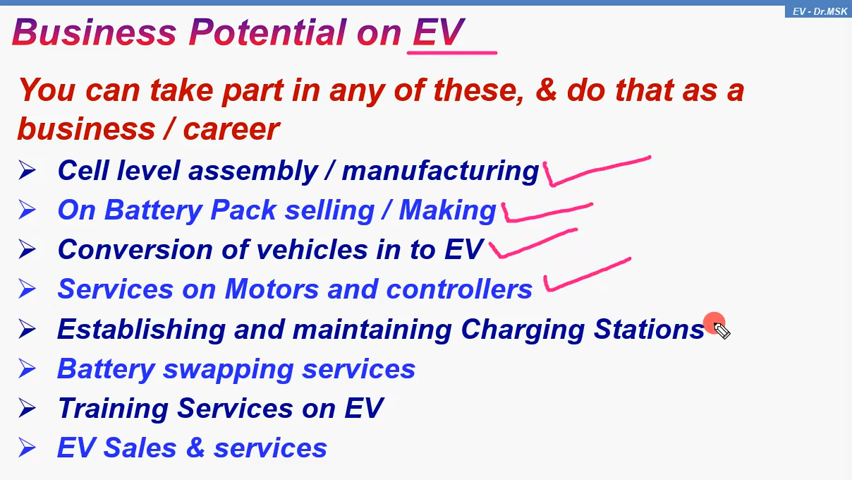 EV - Dr.MSK
Business Potential on EV
You can take part in any of these, & do that as a
business / career
Cell level assembly / manufacturing
On Battery Pack selling / Making
Conversion of vehicles in to EV
Services on Motors and controllers
Establishing and maintaining Charging Stations
Battery swapping services
Training Services on EV
EV Sales & services